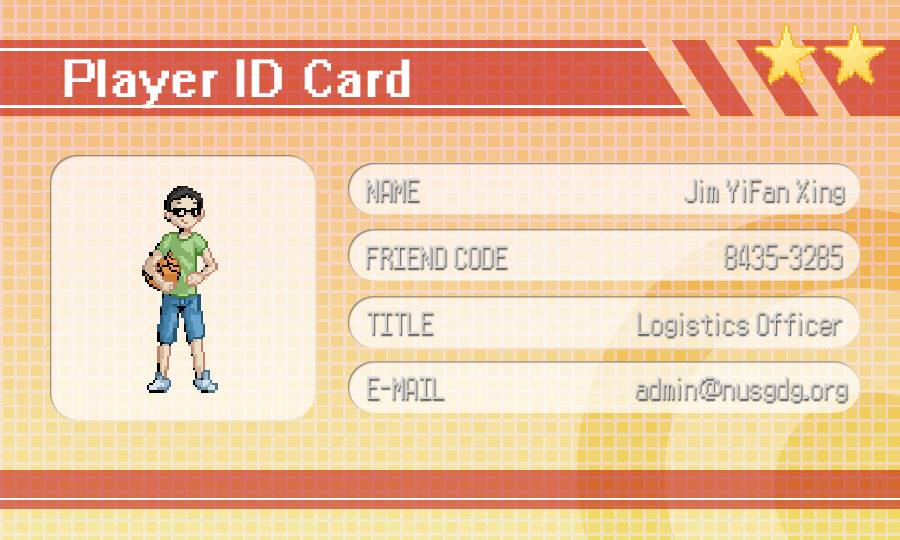 Player ID Card
NAME Jim YiFan Xing
FRIEND CODE 8435-3285
TITLE Logistics Officer
E-MAIL admin@nusgdg.org